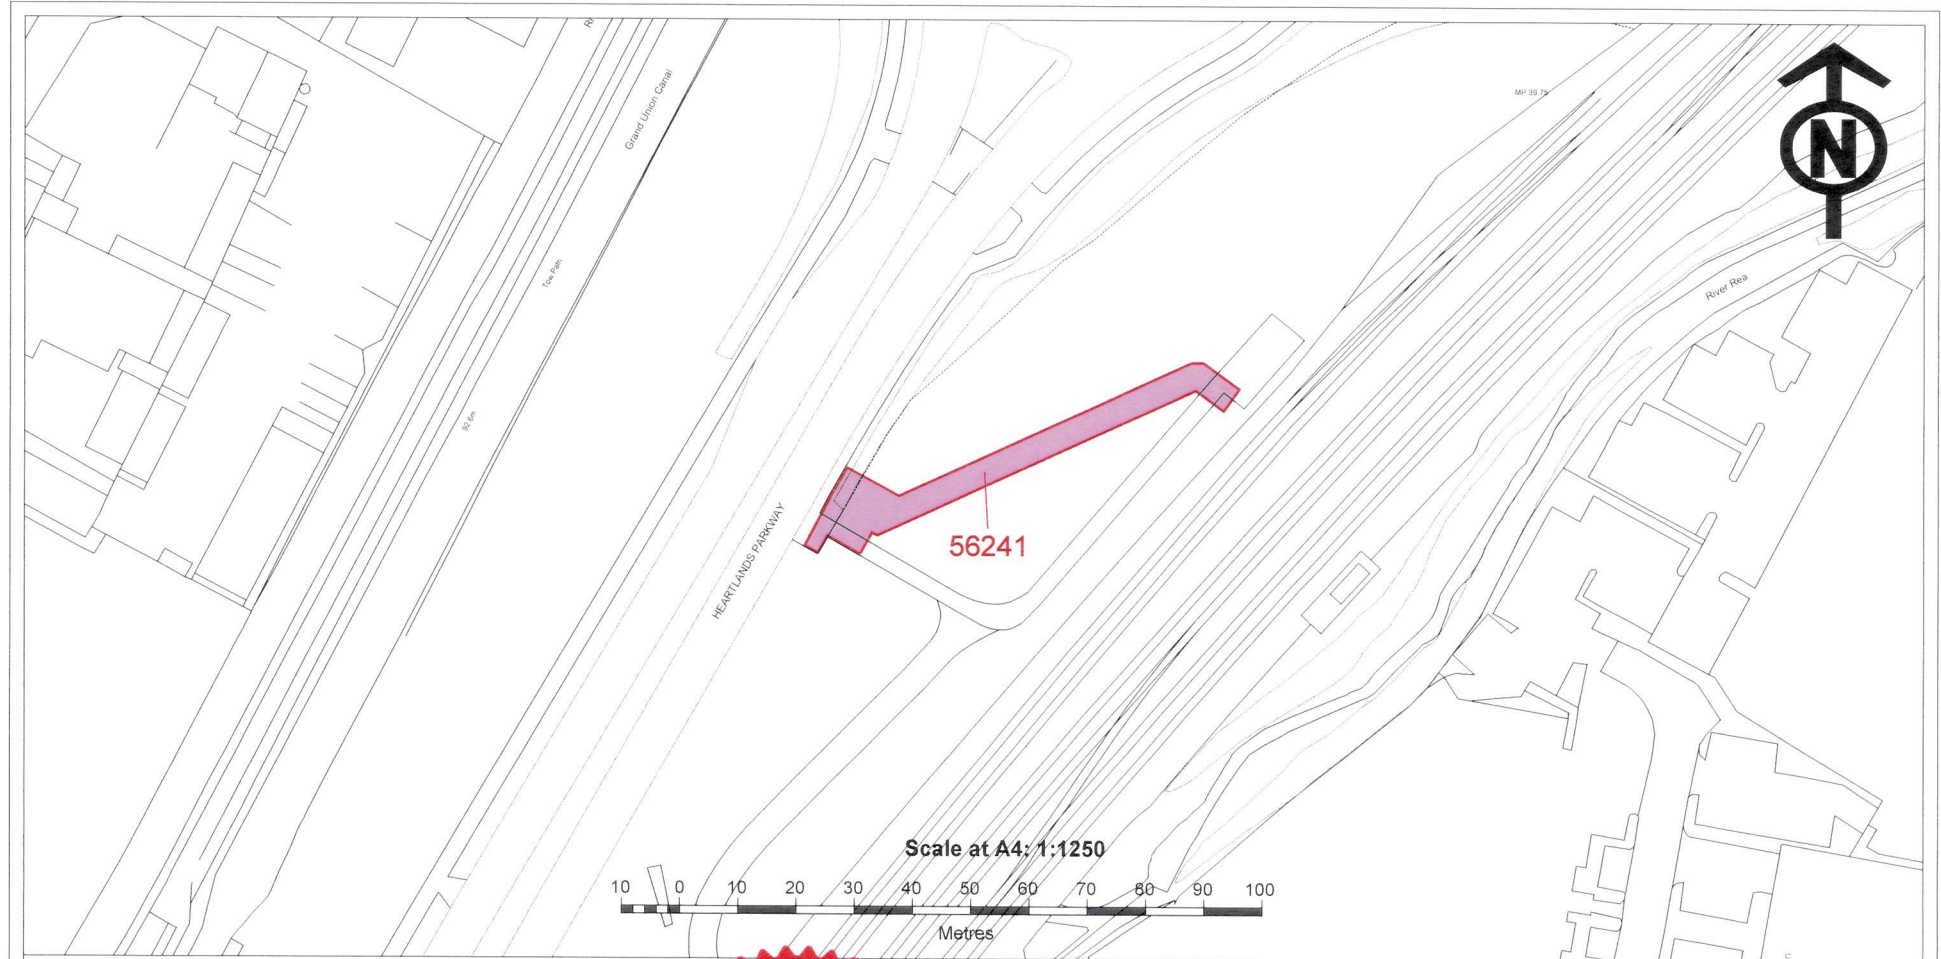 Grand Union Canal
MP 39.75
N
Tow Path
River Rea
92.6m
HEARTLANDS PARKWAY
56241
Scale at A4: 1:1250
10 0 10 20 30 40 50 60 70 80 90 100
Metres